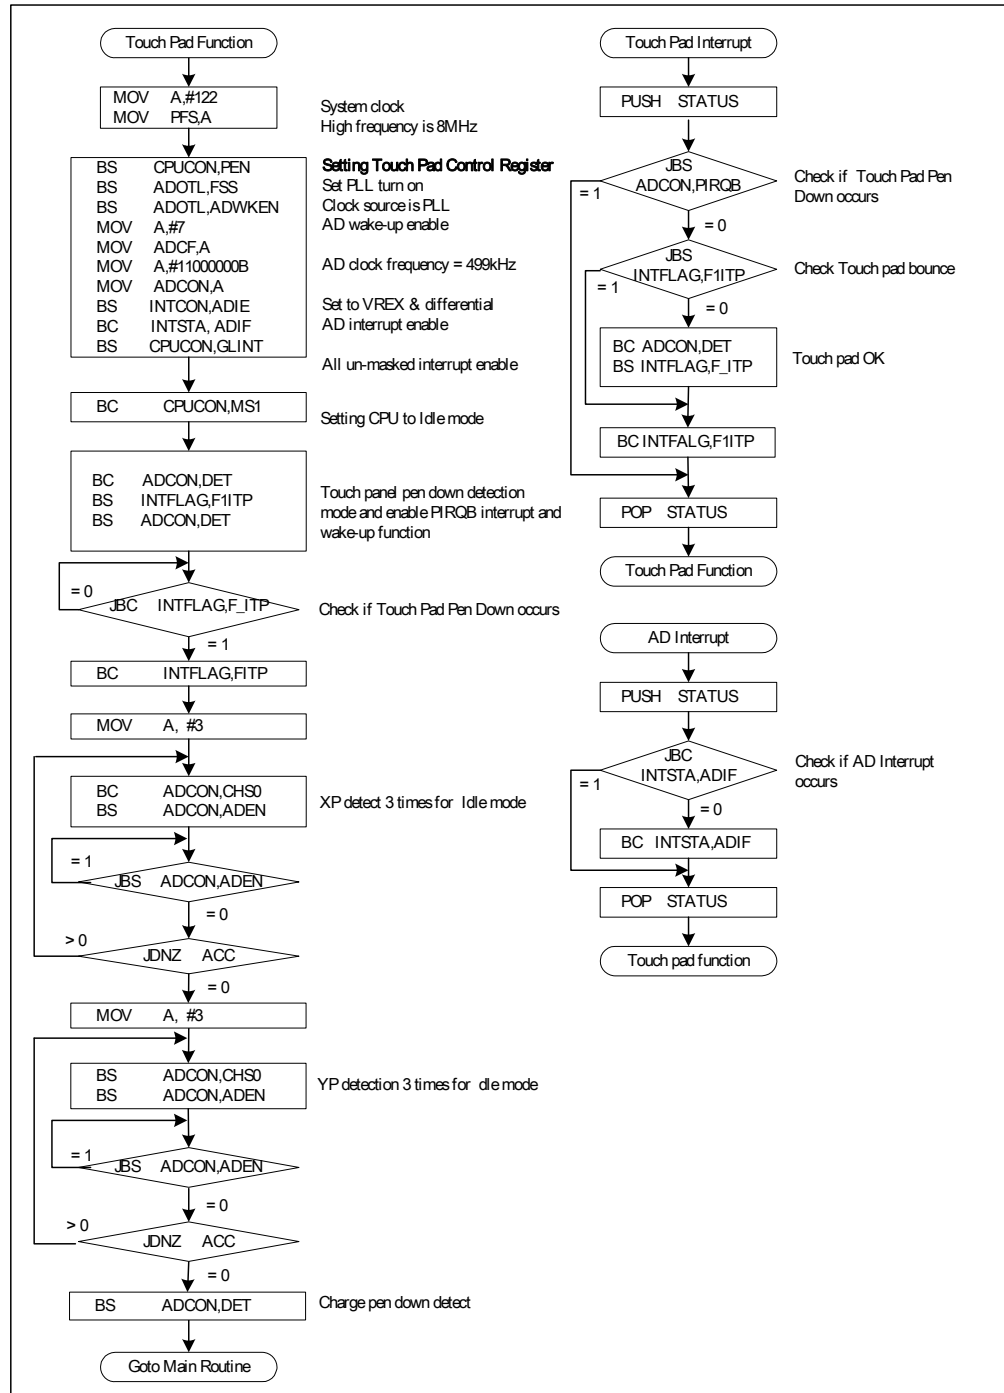 Touch Pad Function
MOV A,#122
MOV PFS,A
System clock
High frequency is 8MHz
BS CPUCON,PEN
BS ADOTL,FSS
BS ADOTL,ADWKEN
MOV A,#7
MOV ADCF,A
MOV A,#11000000B
MOV ADCON,A
BS INTCON,ADIE
BC INTSTA, ADIF
BS CPUCON,GLINT
Setting Touch Pad Control Register
Set PLL turn on
Clock source is PLL
AD wake-up enable
AD clock frequency = 499kHz
Set to VREX & differential
AD interrupt enable
All un-masked interrupt enable
BC CPUCON,MS1
Setting CPU to Idle mode
BC ADCON,DET
BS INTFLAG,F1ITP
BS ADCON,DET
Touch panel pen down detection
mode and enable PIRQB interrupt and
wake-up function
= 0
JBC INTFLAG,F_ITP
Check if Touch Pad Pen Down occurs
= 1
BC INTFLAG,FITP
MOV A, #3
BC ADCON,CHS0
BS ADCON,ADEN
XP detect 3 times for Idle mode
= 1
JBS ADCON,ADEN
= 0
> 0
JDNZ ACC
= 0
MOV A, #3
BS ADCON,CHS0
BS ADCON,ADEN
YP detection 3 times for dle mode
= 1
JBS ADCON,ADEN
= 0
> 0
JDNZ ACC
= 0
BS ADCON,DET
Charge pen down detect
Goto Main Routine
Touch Pad Interrupt
PUSH STATUS
JBS
ADCON,PIRQB
= 1
Check if Touch Pad Pen
Down occurs
= 0
JBS
INTFLAG,F1ITP
= 1
Check Touch pad bounce
= 0
BC ADCON,DET
BS INTFLAG,F_ITP
Touch pad OK
BC INTFALG,F1ITP
POP STATUS
Touch Pad Function
AD Interrupt
PUSH STATUS
JBC
INTSTA,ADIF
= 1
Check if AD Interrupt
occurs
= 0
BC INTSTA,ADIF
POP STATUS
Touch pad function